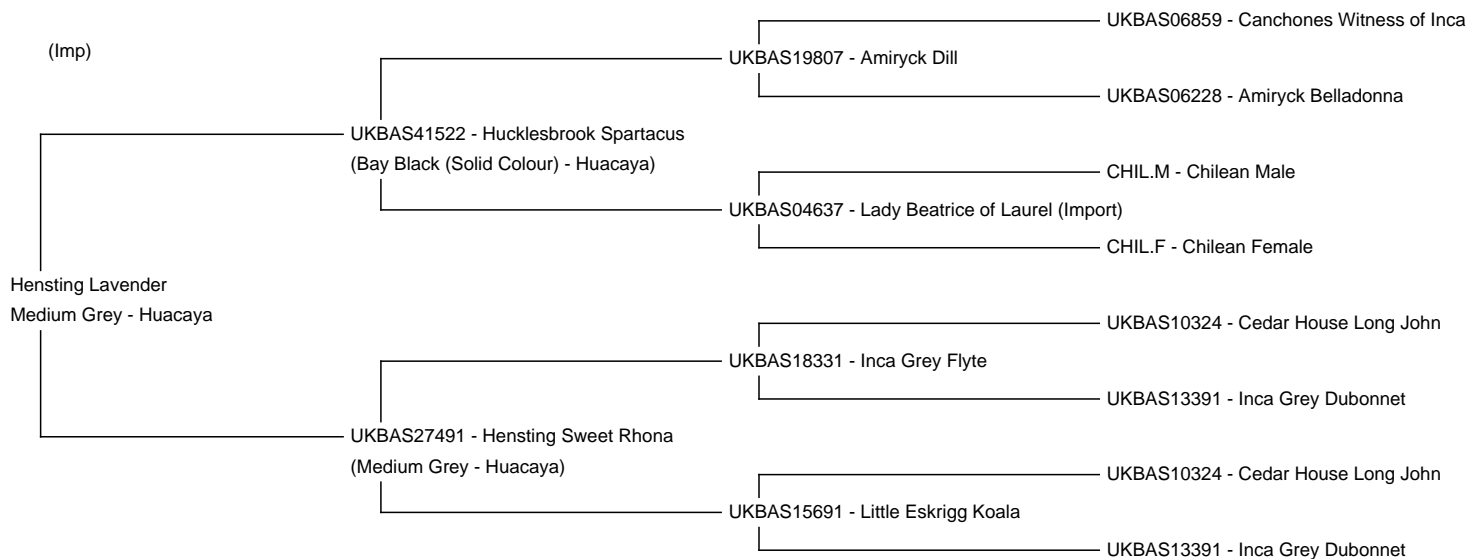 UKBAS06859 - Canchones Witness of Inca
(Imp)
UKBAS19807 - Amiryck Dill
UKBAS06228 - Amiryck Belladonna
UKBAS41522 - Hucklesbrook Spartacus
(Bay Black (Solid Colour) - Huacaya)
CHIL.M - Chilean Male
UKBAS04637 - Lady Beatrice of Laurel (Import)
CHIL.F - Chilean Female
Hensting Lavender
Medium Grey - Huacaya
UKBAS10324 - Cedar House Long John
UKBAS18331 - Inca Grey Flyte
UKBAS13391 - Inca Grey Dubonnet
UKBAS27491 - Hensting Sweet Rhona
(Medium Grey - Huacaya)
UKBAS10324 - Cedar House Long John
UKBAS15691 - Little Eskrigg Koala
UKBAS13391 - Inca Grey Dubonnet